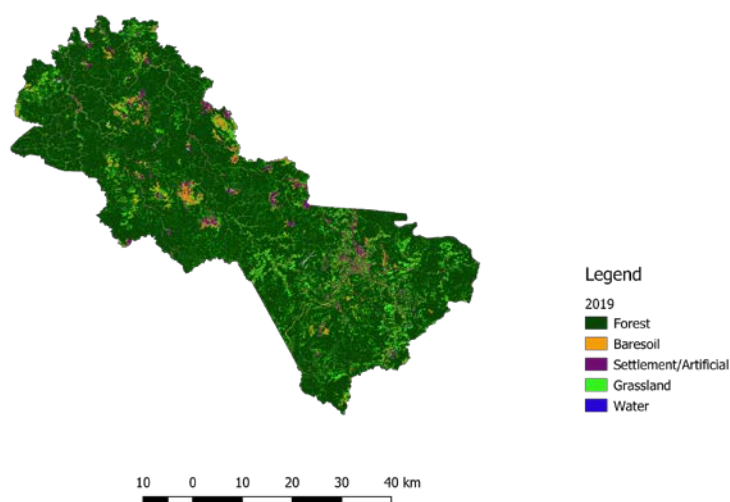 Legend
2019
Forest
Baresoil
Settlement/Artificial
Grassland
Water
10 0 10 20 30 40 km